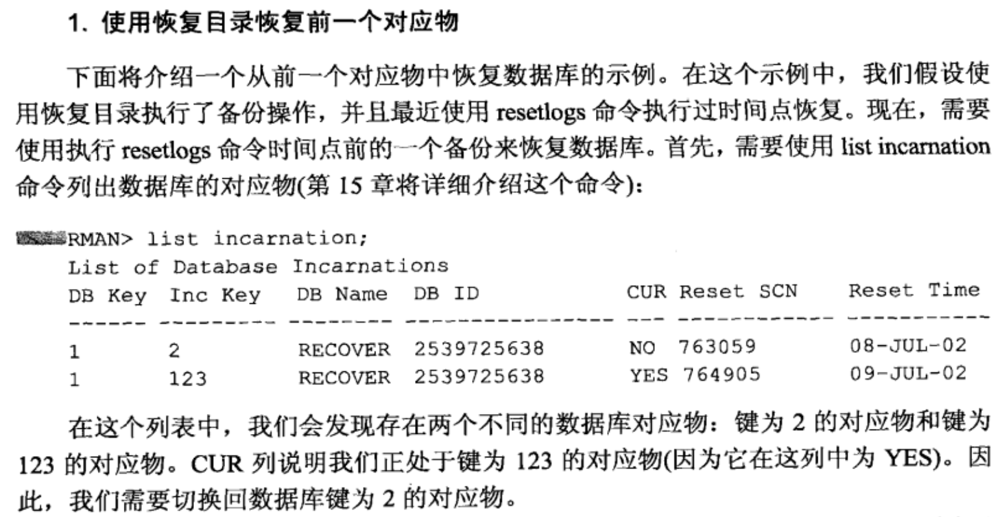 1. 使用恢复目录恢复前一个对应物
下面将介绍一个从前一个对应物中恢复数据库的示例。在这个示例中，我们假设使
用恢复目录执行了备份操作，并且最近使用 resetlogs 命令执行过时间点恢复。现在，需要
使用执行 resetlogs 命令时间点前的一个备份来恢复数据库。首先，需要使用 list incarnation
命令列出数据库的对应物(第 15 章将详细介绍这个命令)：
RMAN> list incarnation;
List of Database Incarnations
DB Key Inc Key DB Name DB ID CUR Reset SCN Reset Time
------ --------- -------- ---------------- --- ------------ -----------
1 2 RECOVER 2539725638 NO 763059 08-JUL-02
1 123 RECOVER 2539725638 YES 764905 09-JUL-02
在这个列表中，我们会发现存在两个不同的数据库对应物：键为 2 的对应物和键为
123 的对应物。CUR 列说明我们正处于键为 123 的对应物(因为它在这列中为 YES)。因
此，我们需要切换回数据库键为 2 的对应物。